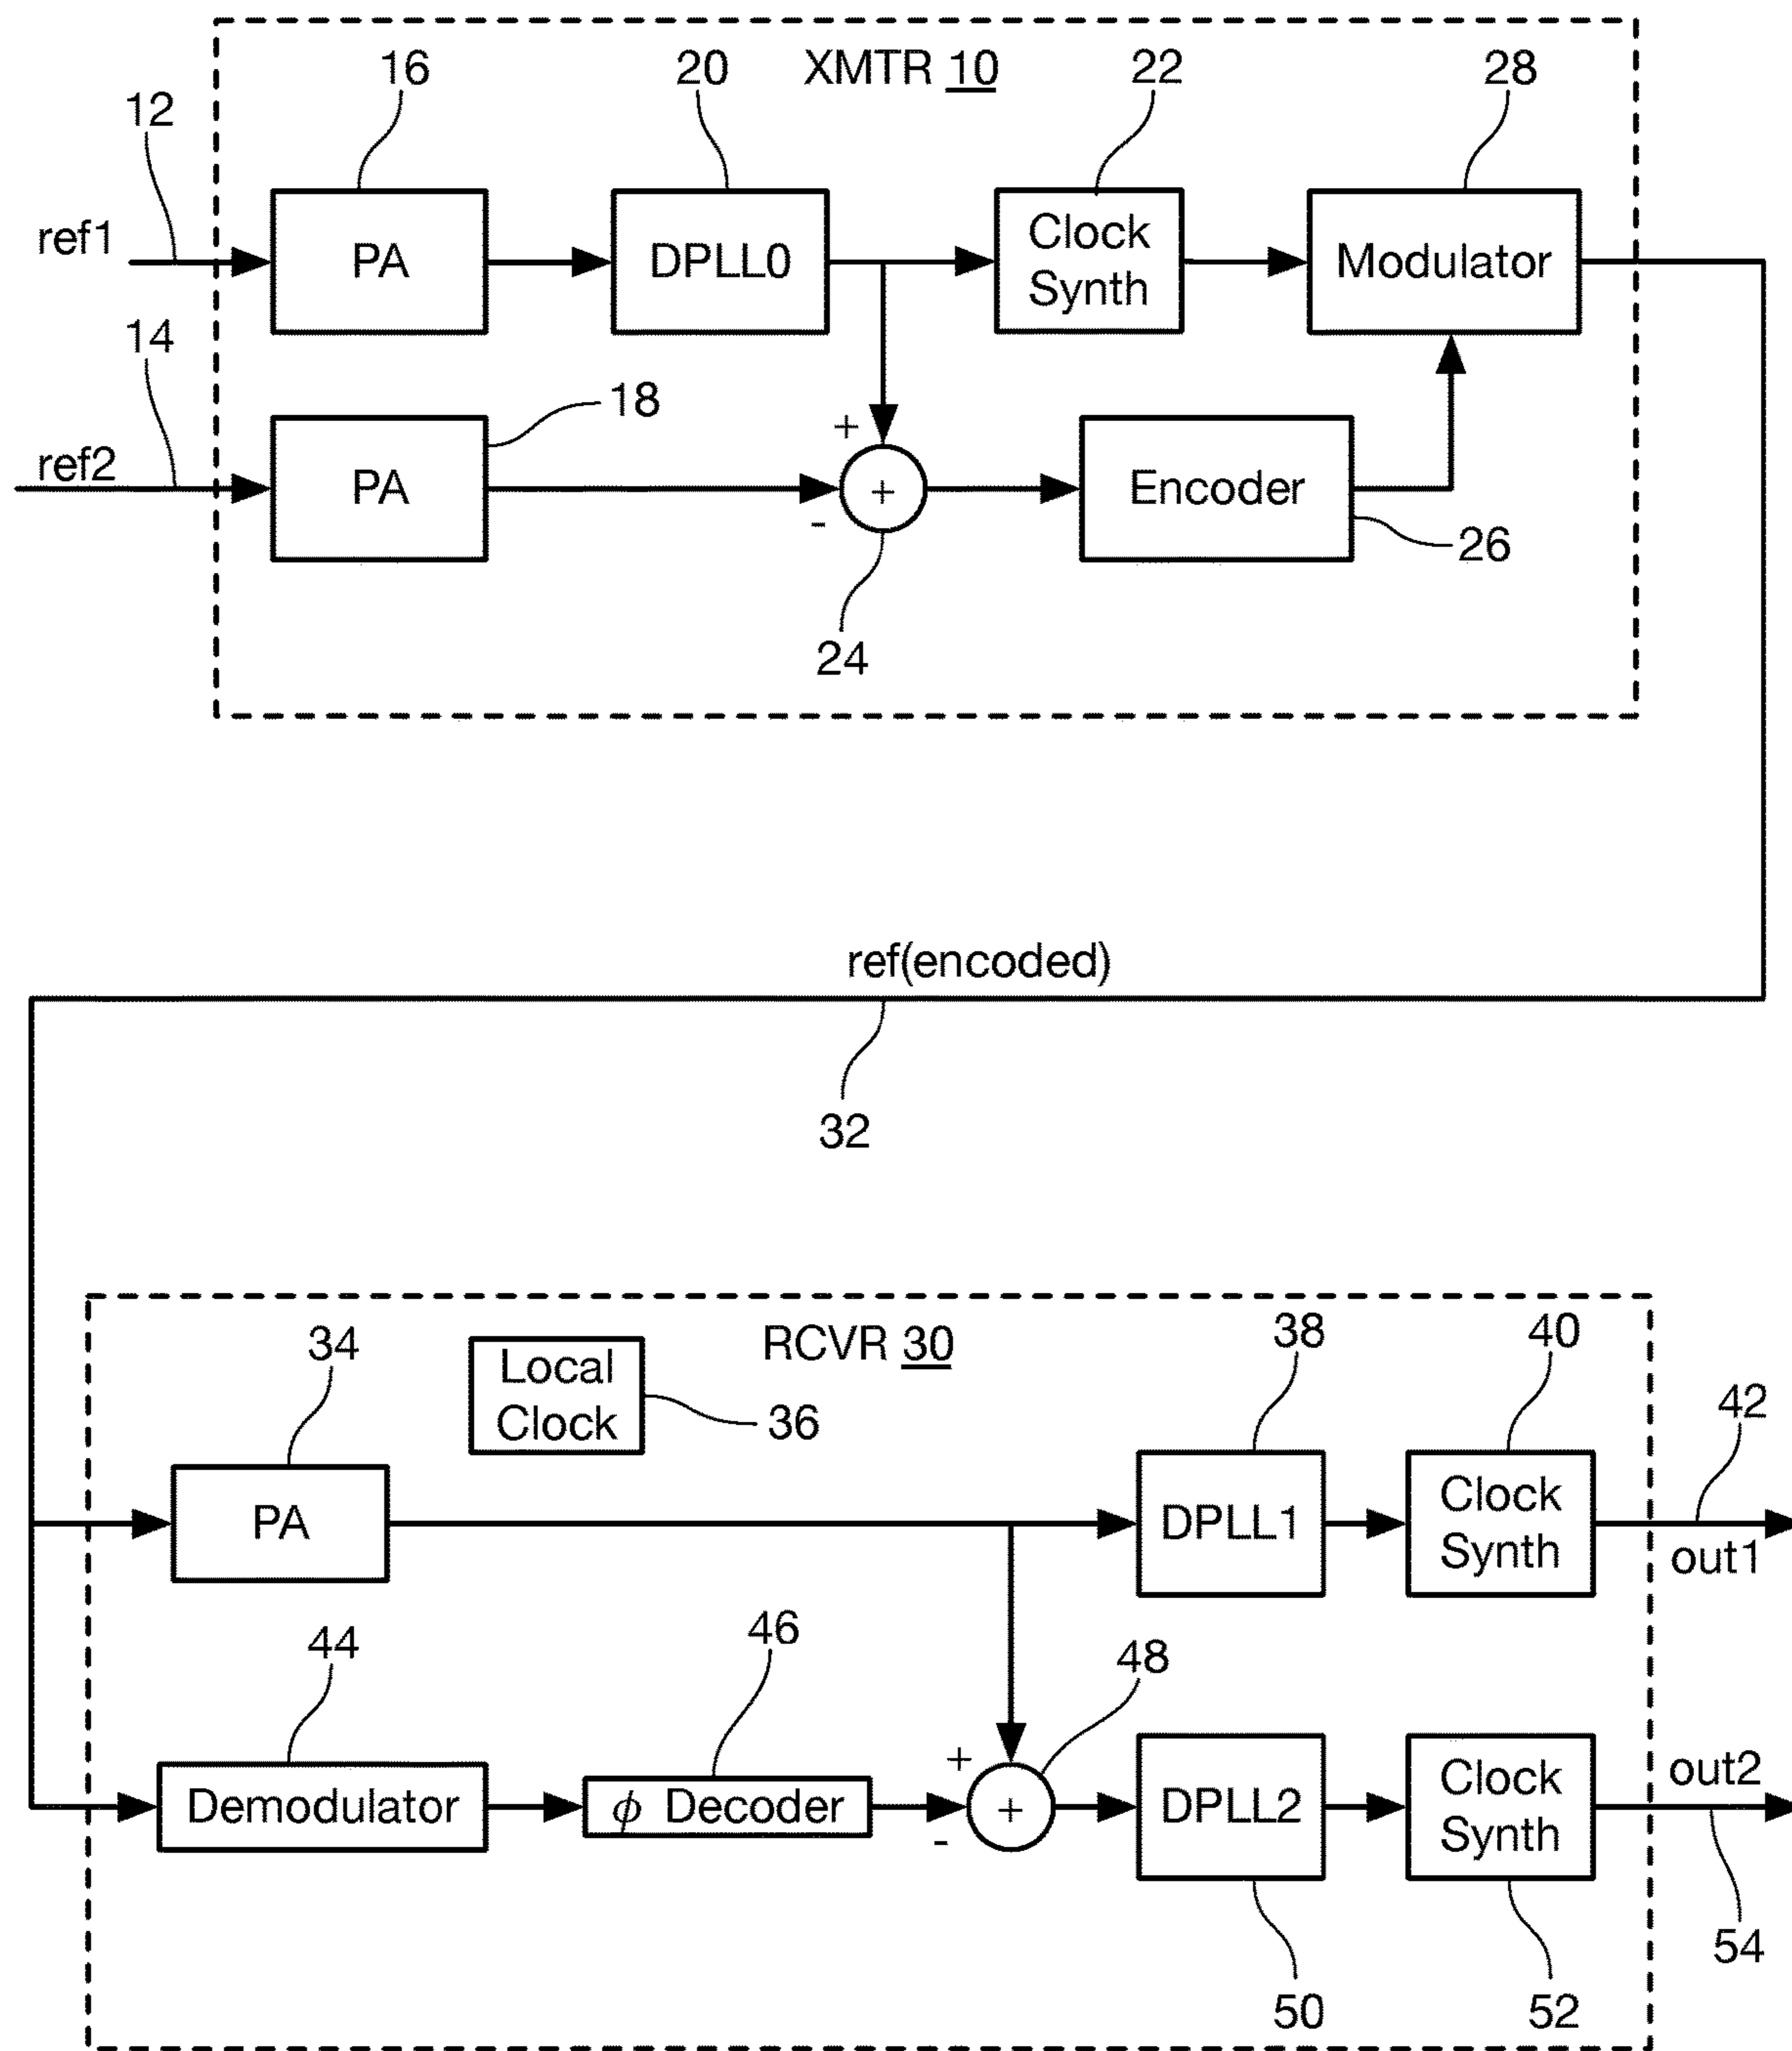 XMTR 10
16
20
22
28
12
ref1
PA
DPLL0
Clock
Synth
Modulator
14
18
ref2
PA
+
-
+
Encoder
26
24
ref(encoded)
32
RCVR 30
34
Local
Clock
36
38
40
42
PA
DPLL1
Clock
Synth
out1
44
46
48
Demodulator
ϕ Decoder
+
-
+
DPLL2
Clock
Synth
out2
54
50
52